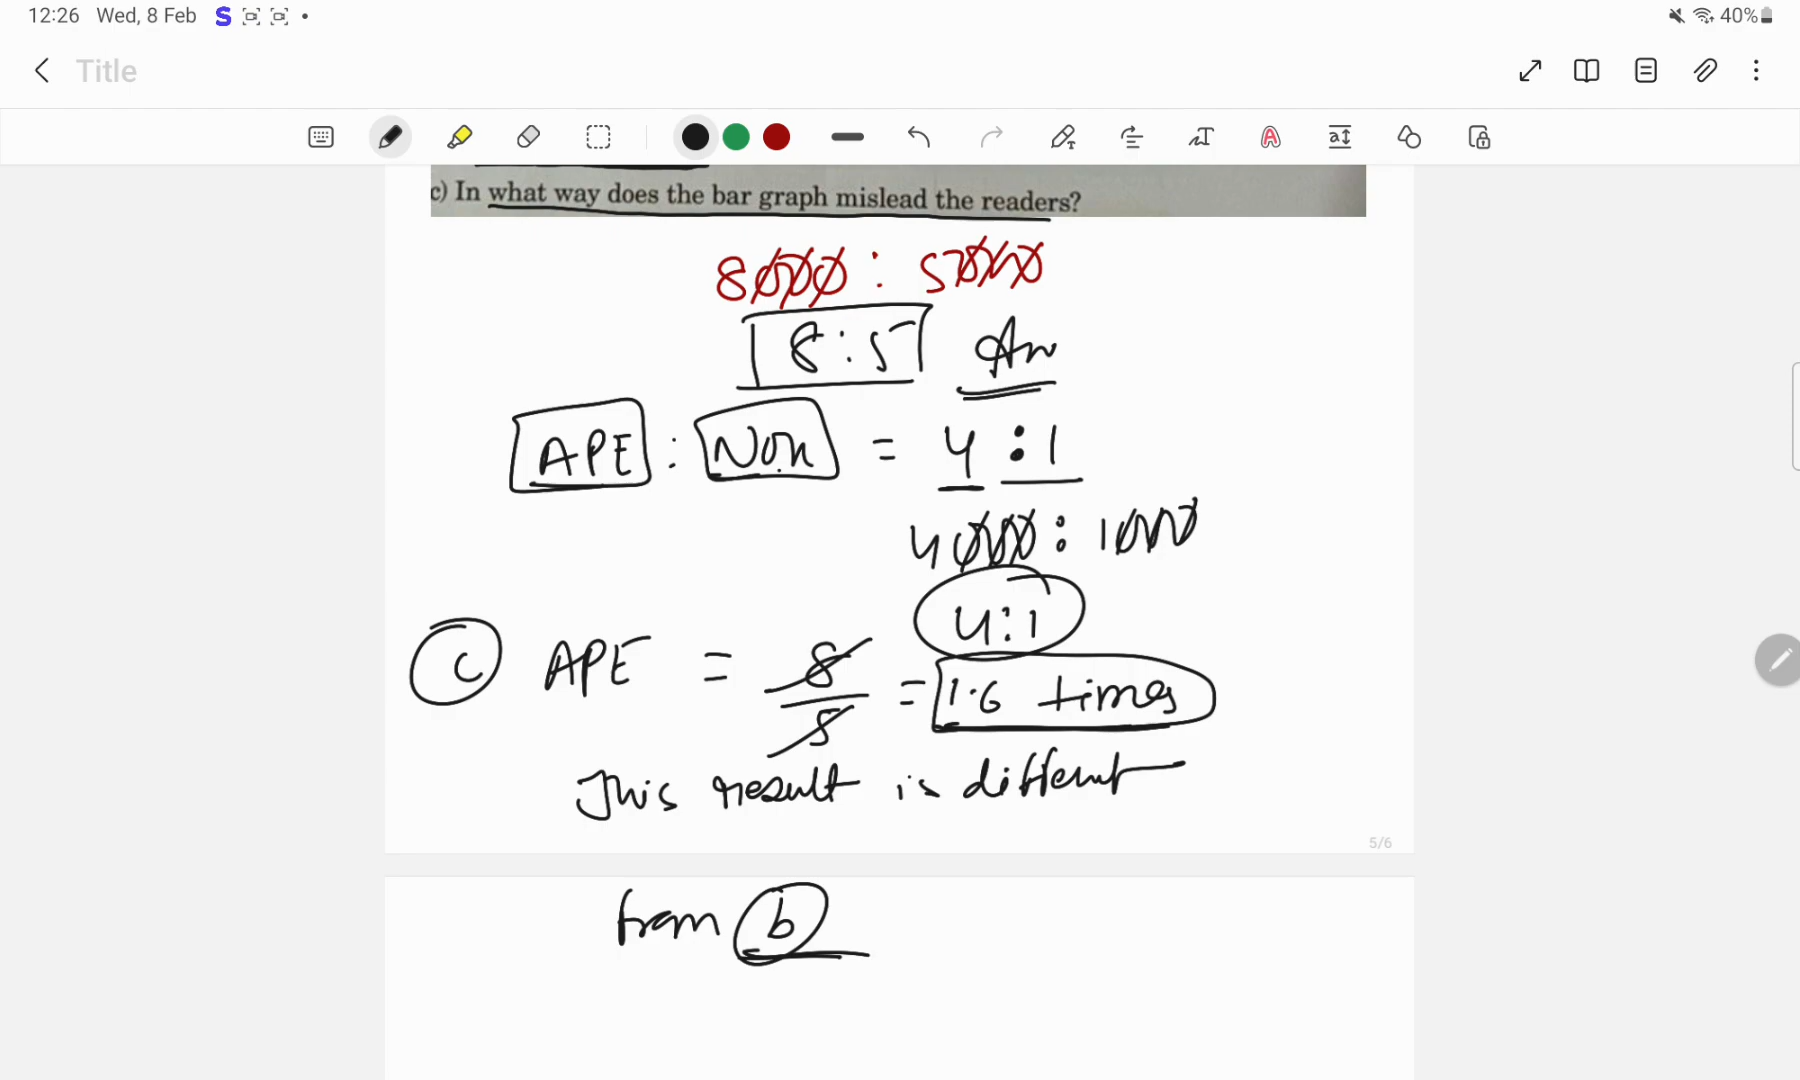 12:26 Wed, 8 Feb S
40%
Title
c) In what way does the bar graph mislead the readers?
8000 : 5000
8:5 An
APE : Non = 4 : 1
4000 : 1000
4:1
C APE = 8/5 = 1.6 times
This result is different
5/6
from b